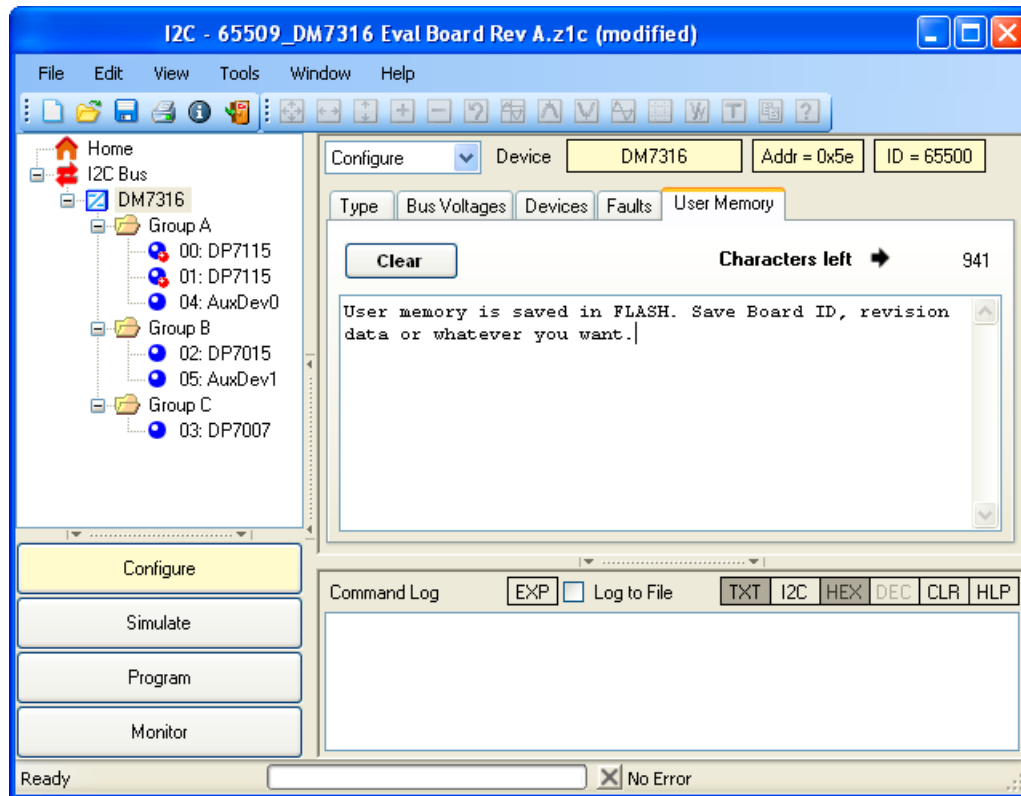 I2C - 65509_DM7316 Eval Board Rev A.z1c (modified)
File Edit View Tools Window Help
Home
I2C Bus
DM7316
Group A
00: DP7115
01: DP7115
04: AuxDev0
Group B
02: DP7015
05: AuxDev1
Group C
03: DP7007
Configure
Simulate
Program
Monitor
Configure Device DM7316 Addr = 0x5e ID = 65500
Type Bus Voltages Devices Faults User Memory
Clear Characters left 941
User memory is saved in FLASH. Save Board ID, revision
data or whatever you want.
Command Log EXP Log to File TXT I2C HEX DEC CLR HLP
Ready No Error